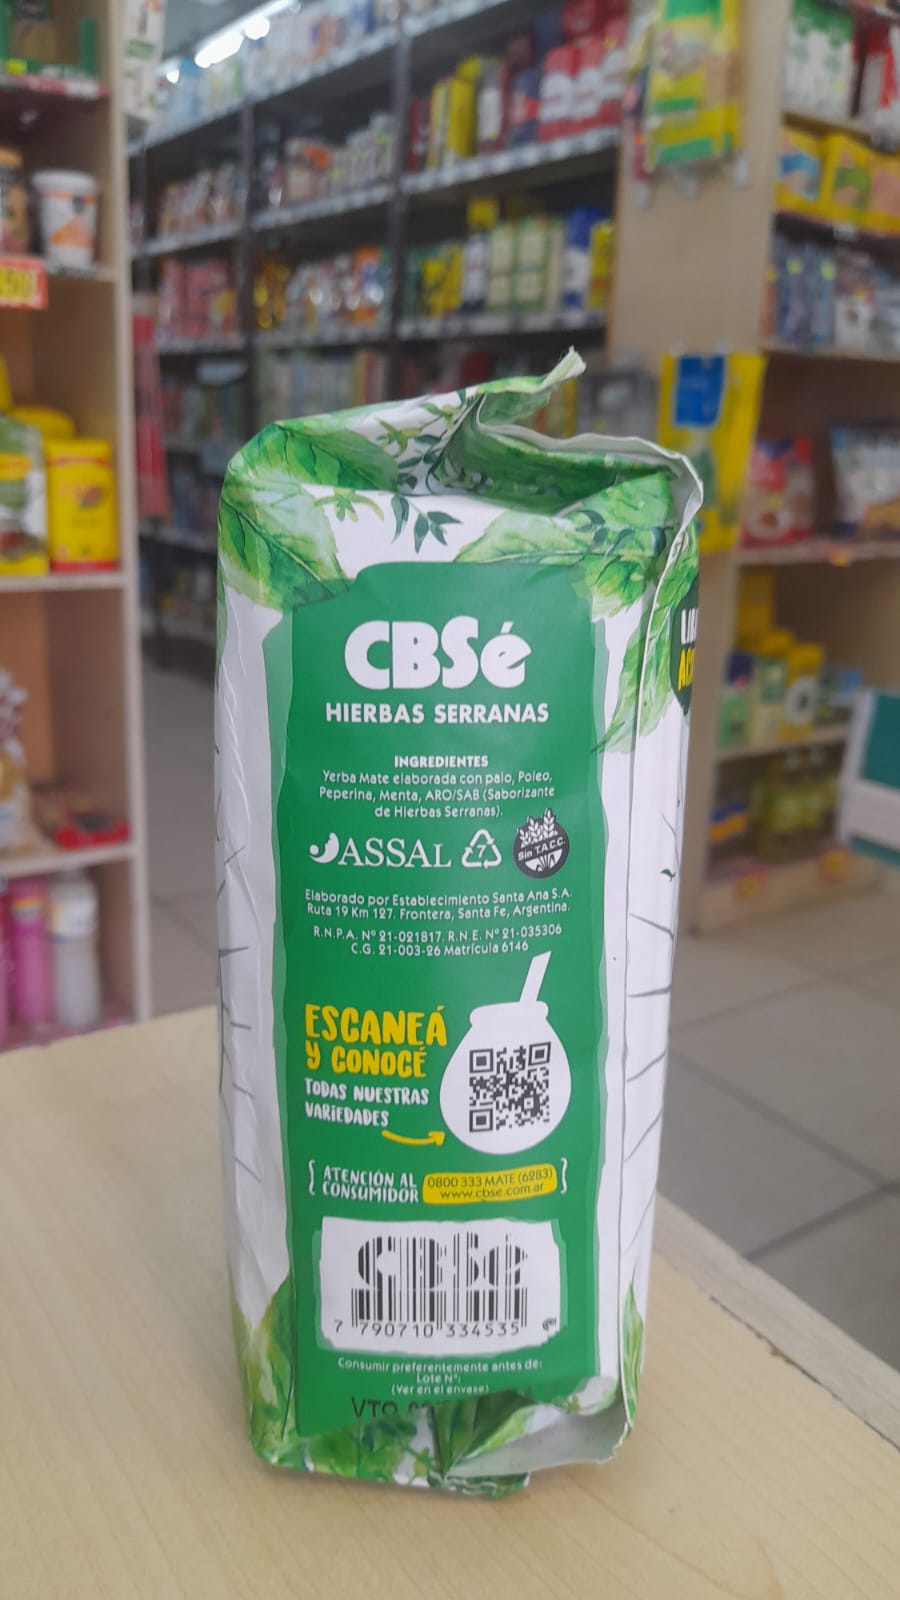 CBSé
HIERBAS SERRANAS
INGREDIENTES
Yerba Mate elaborada con palo, Poleo,
Peperina, Menta, ARO/SAB (Saborizante
de Hierbas Serranas).
ASSAL
7
Sin T.A.C.C.
Elaborado por Establecimiento Santa Ana S.A.
Ruta 19 Km 127. Frontera, Santa Fe, Argentina.
R.N.P.A. Nº 21-021817. R.N.E. Nº 21-035306
C.G. 21-003-26 Matrícula 6146
ESCANEÁ
Y CONOCÉ
TODAS NUESTRAS
VARIEDADES
ATENCIÓN AL
CONSUMIDOR
0800 333 MATE (6283)
www.cbse.com.ar
CBSé
7 790710 334535
Consumir preferentemente antes de:
Lote Nº:
(Ver en el envase)
VTO